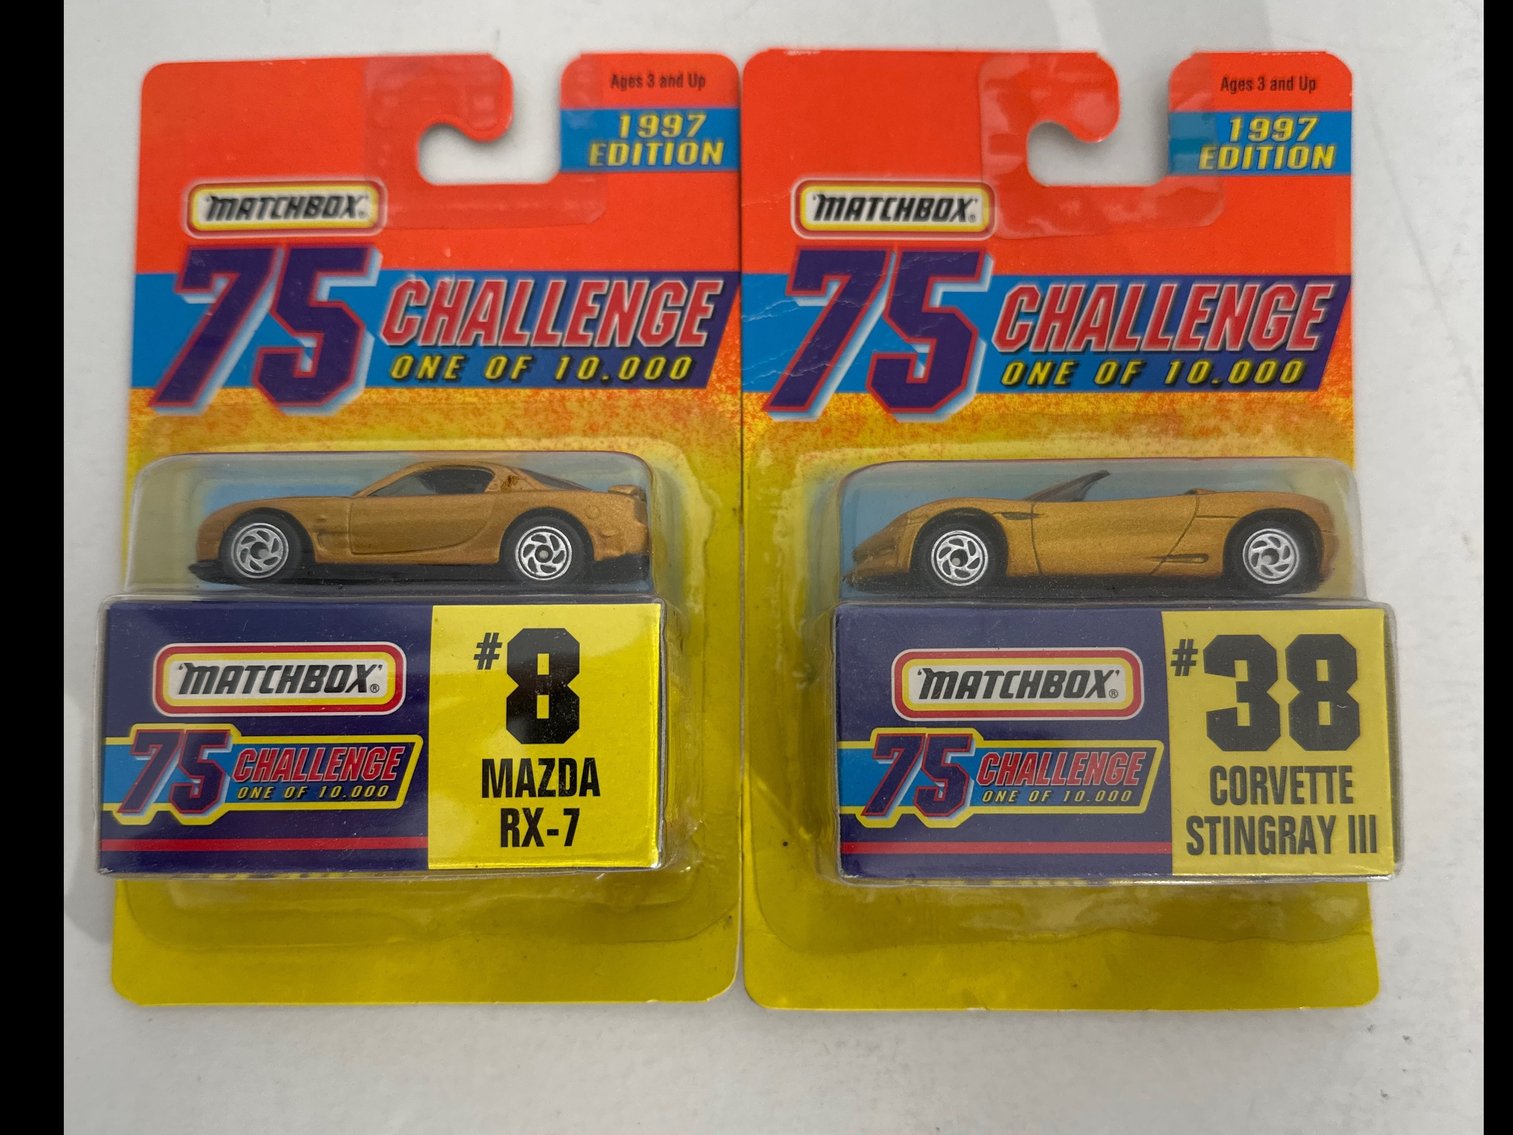 Ages 3 and Up
1997
EDITION
MATCHBOX®
75 CHALLENGE
ONE OF 10.000
MATCHBOX®
75 CHALLENGE
ONE OF 10.000
#8
MAZDA
RX-7
Ages 3 and Up
1997
EDITION
MATCHBOX®
75 CHALLENGE
ONE OF 10.000
MATCHBOX®
75 CHALLENGE
ONE OF 10.000
#38
CORVETTE
STINGRAY III